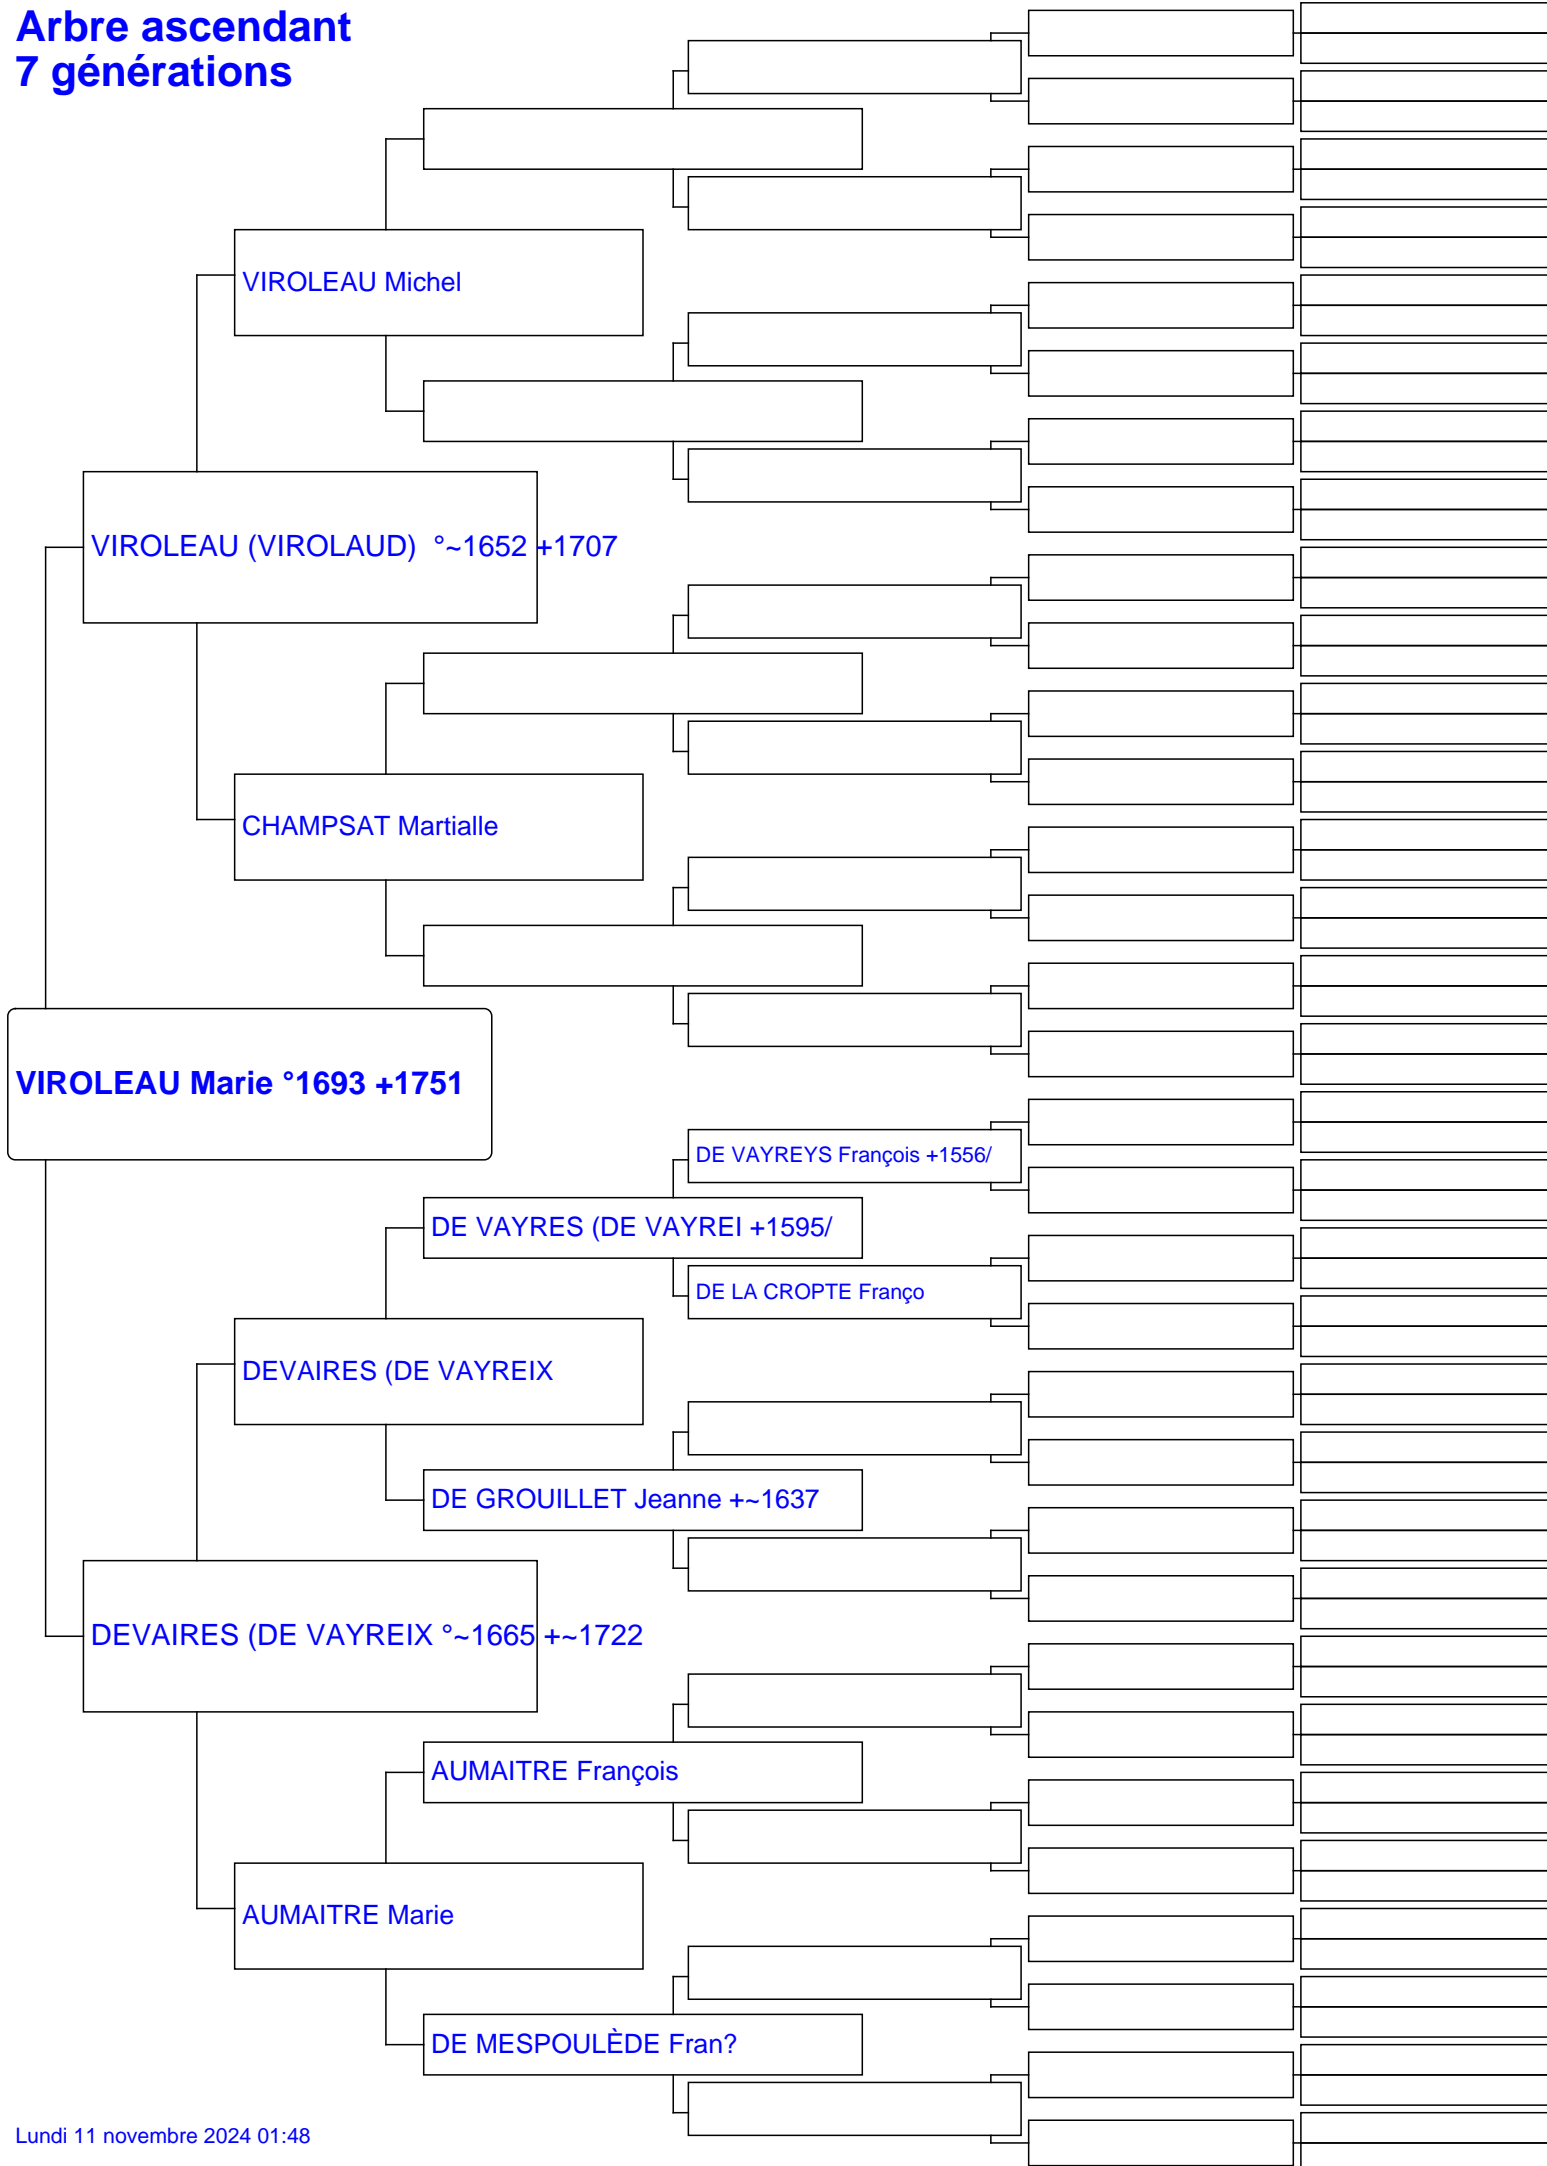 Arbre ascendant
7 générations
VIROLEAU Michel
VIROLEAU (VIROLAUD) °~1652 +1707
CHAMPSAT Martialle
VIROLEAU Marie °1693 +1751
DE VAYREYS François +1556/
DE VAYRES (DE VAYREI +1595/
DE LA CROPTE Franço
DEVAIRES (DE VAYREIX
DE GROUILLET Jeanne +~1637
DEVAIRES (DE VAYREIX °~1665 +~1722
AUMAITRE François
AUMAITRE Marie
DE MESPOULÈDE Fran?
Lundi 11 novembre 2024 01:48